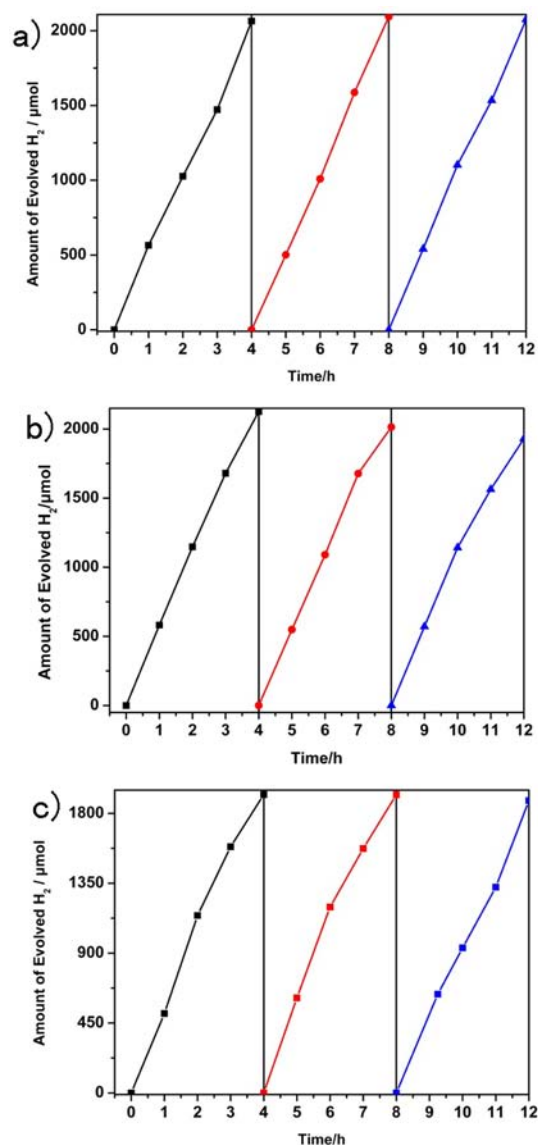 a)
2000
1500
1000
500
0
Amount of Evolved H₂ / μmol
0 1 2 3 4 5 6 7 8 9 10 11 12
Time/h
b)
2000
1500
1000
500
0
Amount of Evolved H₂/μmol
0 1 2 3 4 5 6 7 8 9 10 11 12
Time/h
c)
1800
1350
900
450
0
Amount of Evolved H₂ / μmol
0 1 2 3 4 5 6 7 8 9 10 11 12
Time/h